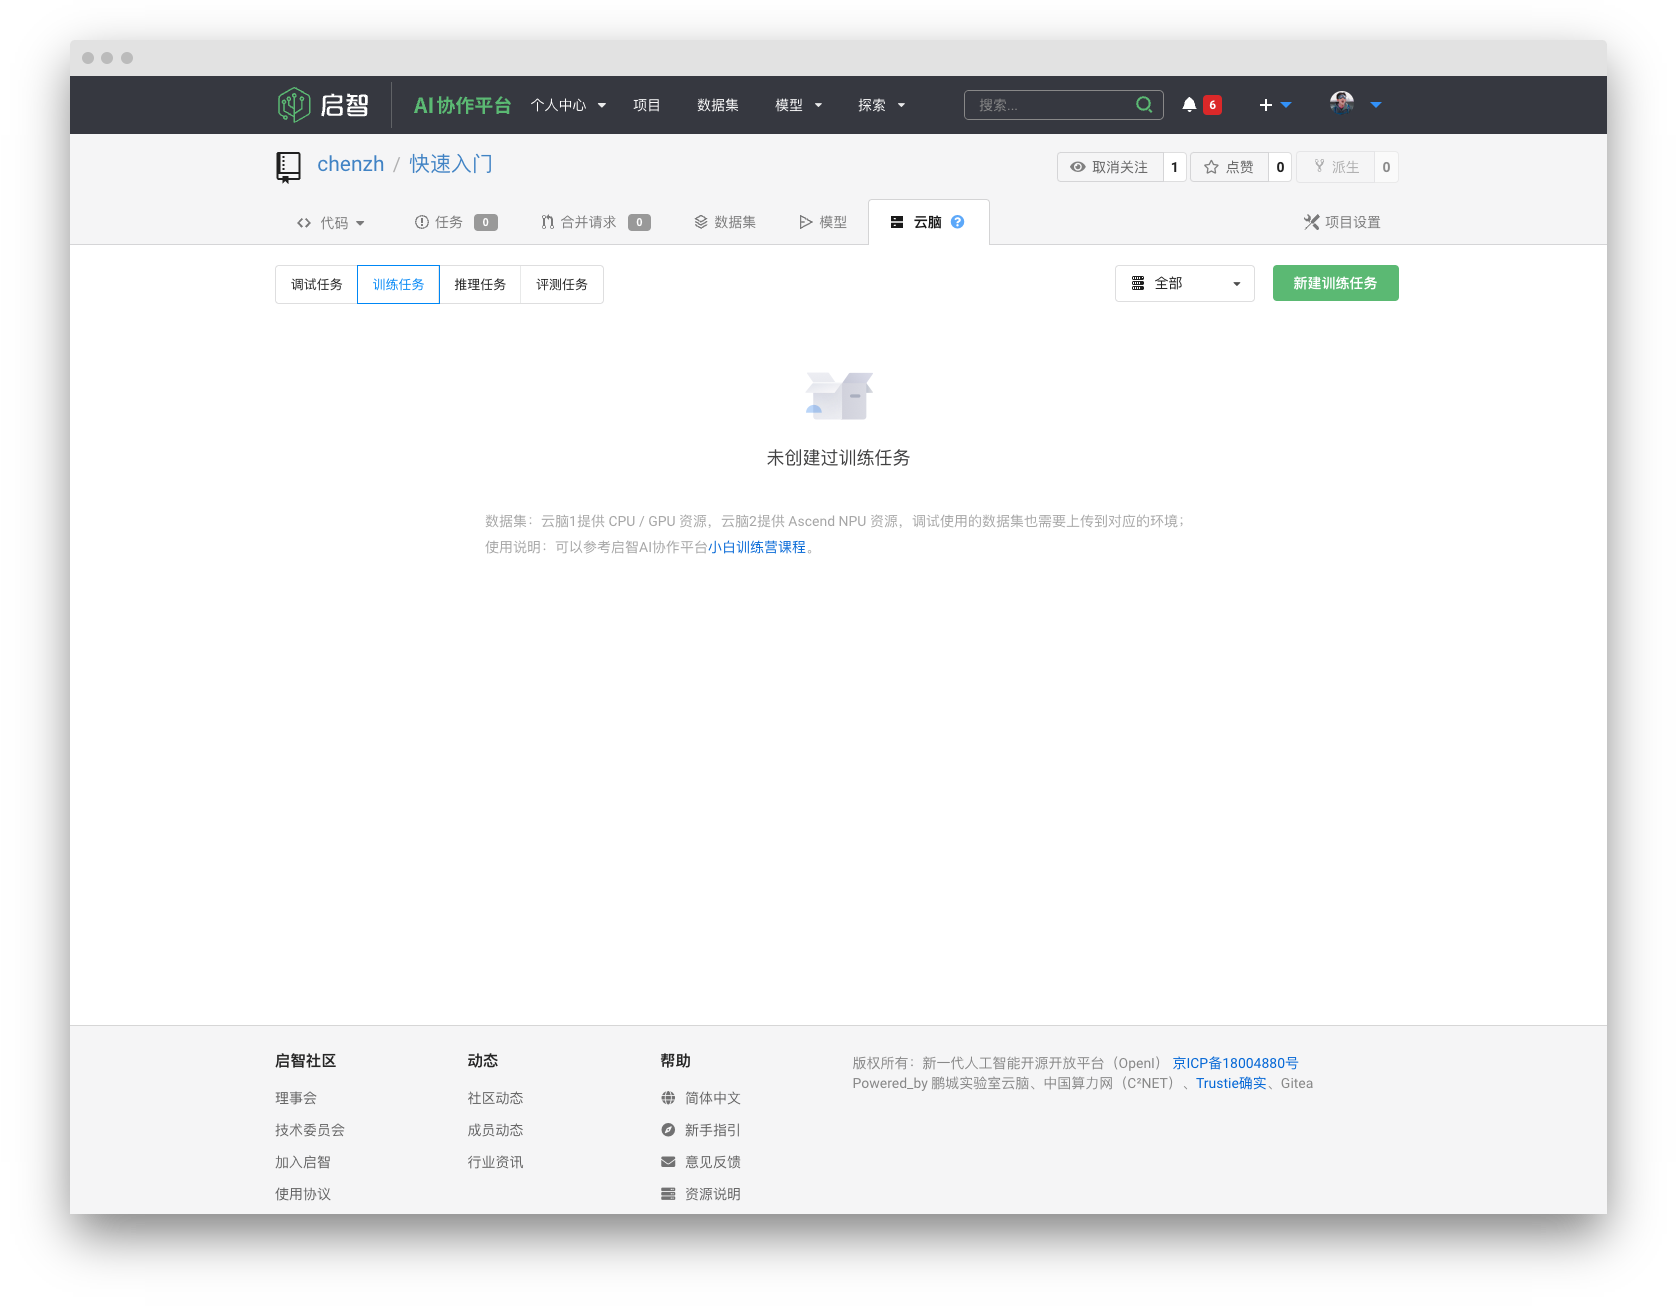 启智 AI协作平台 个人中心 项目 数据集 模型 探索 搜索... 6
chenzh / 快速入门 取消关注 1 点赞 0 派生 0
代码 任务 0 合并请求 0 数据集 模型 云脑 ? 项目设置
调试任务 训练任务 推理任务 评测任务 全部 新建训练任务
未创建过训练任务
数据集：云脑1提供 CPU / GPU 资源，云脑2提供 Ascend NPU 资源，调试使用的数据集也需要上传到对应的环境；
使用说明：可以参考启智AI协作平台小白训练营课程。
启智社区
理事会
技术委员会
加入启智
使用协议
动态
社区动态
成员动态
行业资讯
帮助
简体中文
新手指引
意见反馈
资源说明
版权所有：新一代人工智能开源开放平台（OpenI） 京ICP备18004880号
Powered_by 鹏城实验室云脑、中国算力网（C²NET）、Trustie确实、Gitea